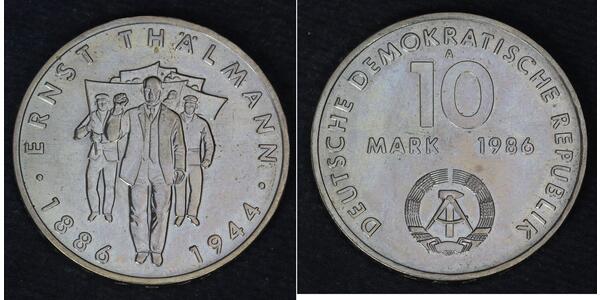 · ERNST THÄLMANN ·
1886 · 1944
DEUTSCHE DEMOKRATISCHE REPUBLIK
A
10
MARK 1986